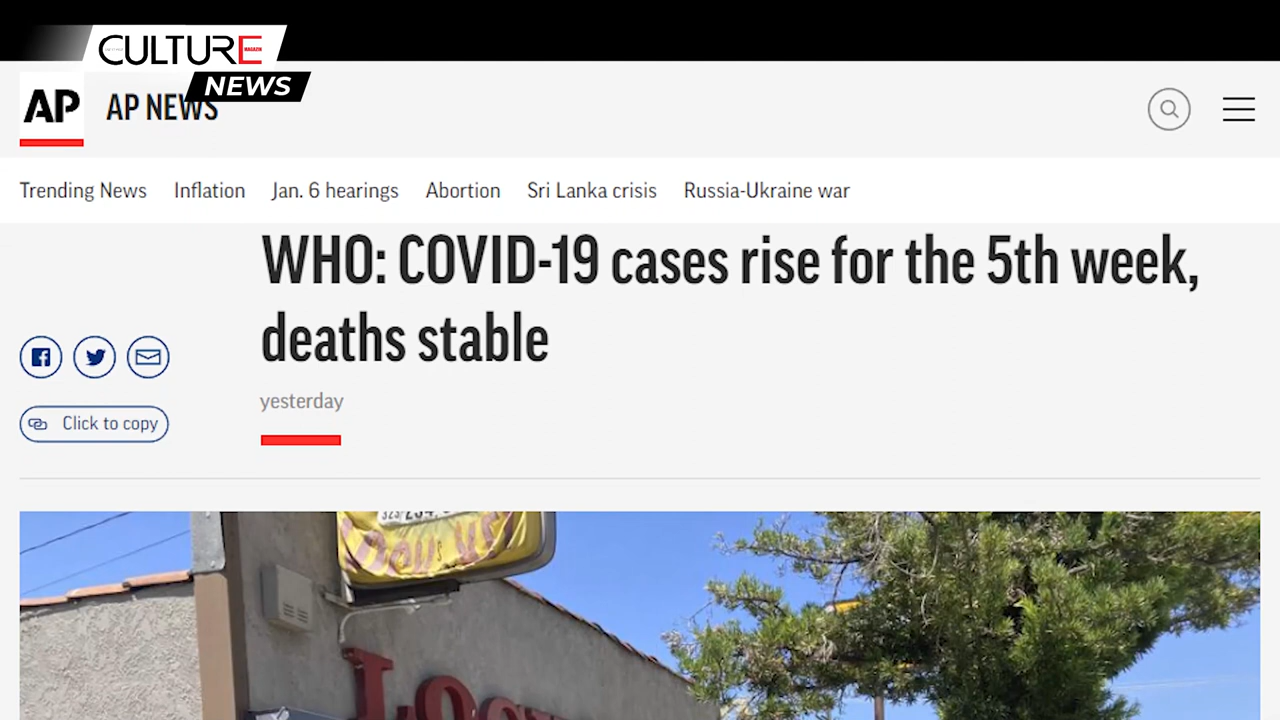 CULTURE
MAGAZIN
NEWS
AP AP NEWS
Trending News Inflation Jan. 6 hearings Abortion Sri Lanka crisis Russia-Ukraine war
WHO: COVID-19 cases rise for the 5th week,
deaths stable
yesterday
Click to copy